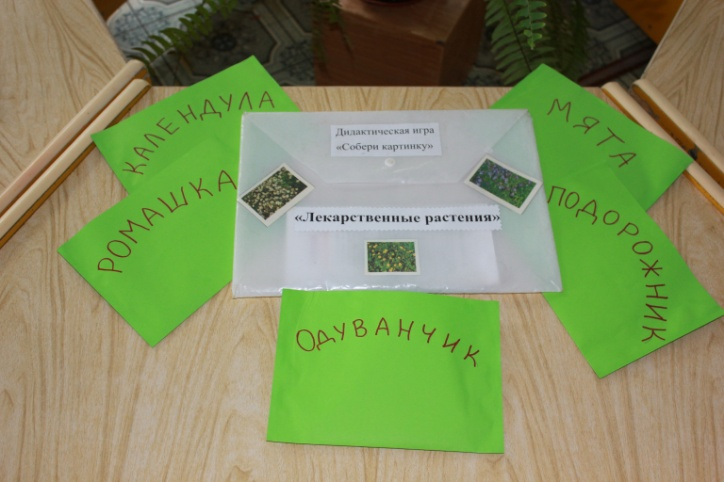 КАЛЕНДУЛА
РОМАШКА
Дидактическая игра
«Собери картинку»
«Лекарственные растения»
МЯТА
ПОДОРОЖНИК
ОДУВАНЧИК